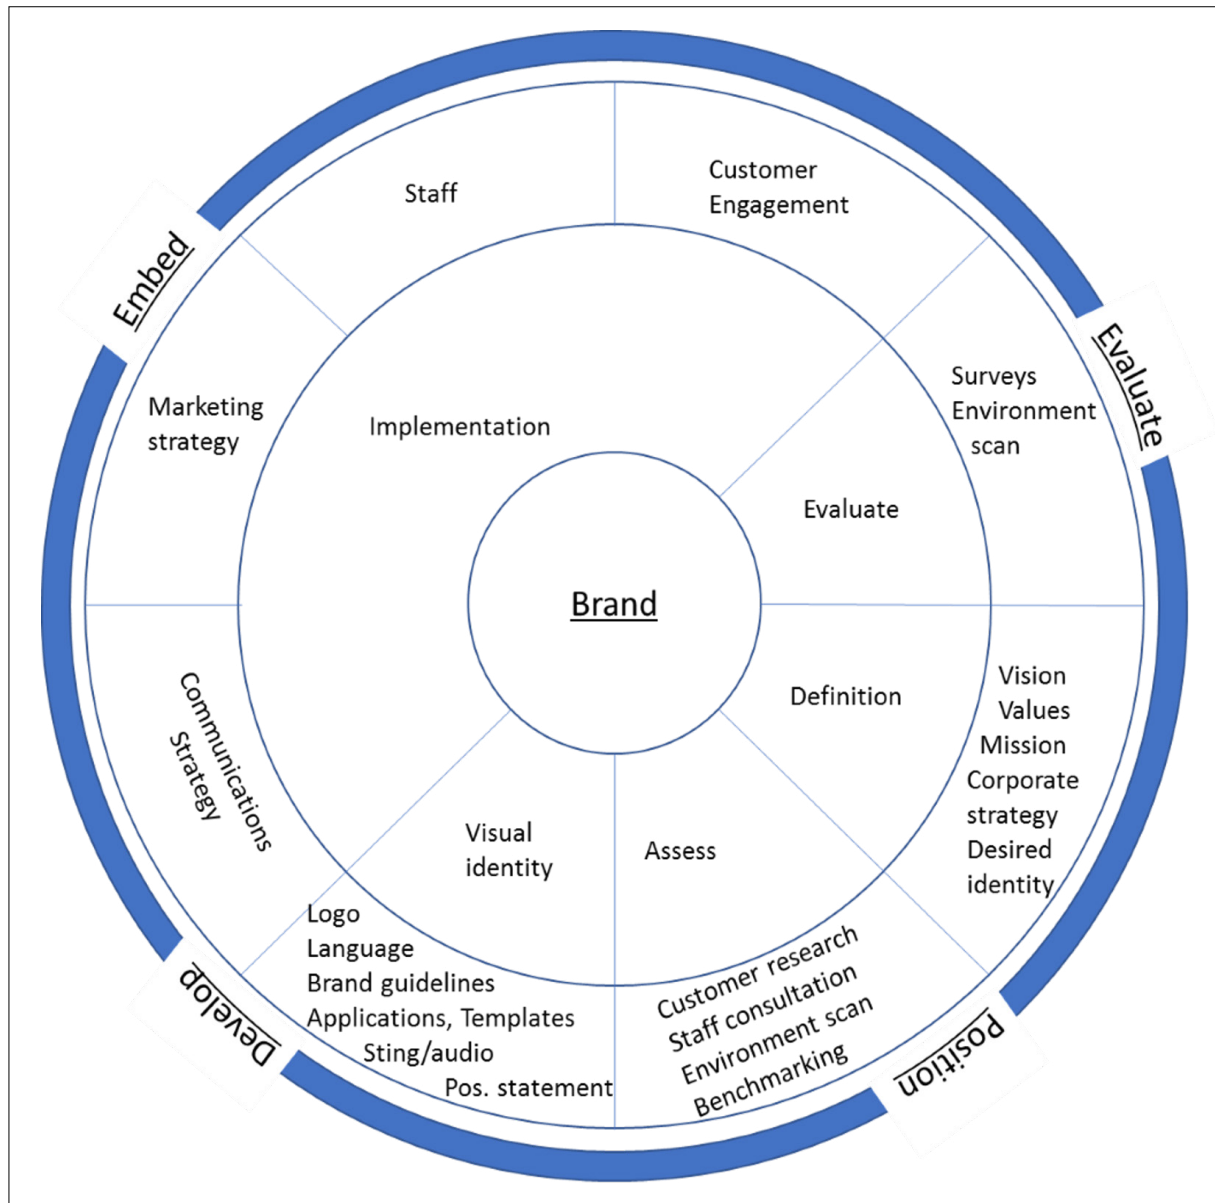 Staff
Customer
Engagement
Embed
Evaluate
Marketing
strategy
Implementation
Surveys
Environment
scan
Evaluate
Brand
Communications
Strategy
Definition
Vision
Values
Mission
Corporate
strategy
Desired
identity
Visual
identity
Assess
Logo
Language
Brand guidelines
Applications, Templates
Sting/audio
Pos. statement
Customer research
Staff consultation
Environment scan
Benchmarking
Develop
Position